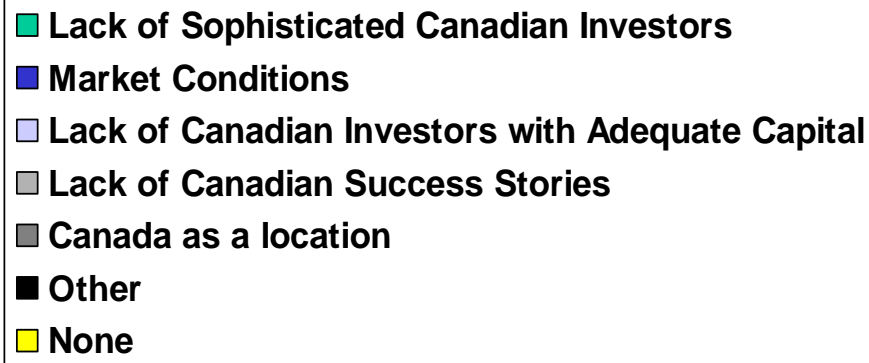 Lack of Sophisticated Canadian Investors
Market Conditions
Lack of Canadian Investors with Adequate Capital
Lack of Canadian Success Stories
Canada as a location
Other
None